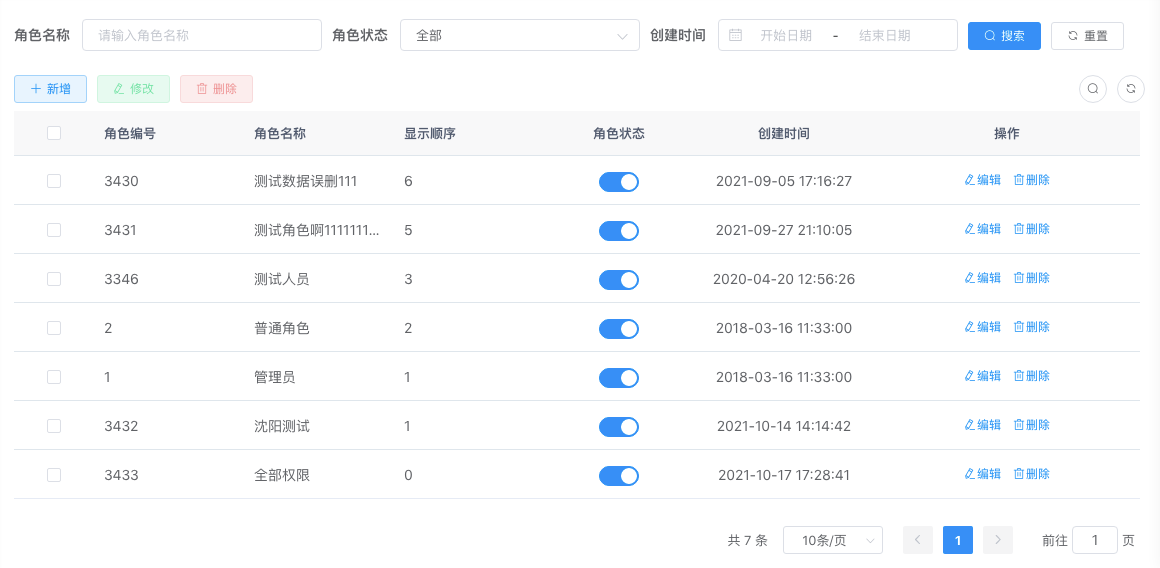 角色名称 请输入角色名称 角色状态 全部 创建时间 开始日期 - 结束日期 搜索 重置
新增 修改 删除
角色编号 角色名称 显示顺序 角色状态 创建时间 操作
3430 测试数据误删111 6 2021-09-05 17:16:27 编辑 删除
3431 测试角色啊1111111... 5 2021-09-27 21:10:05 编辑 删除
3346 测试人员 3 2020-04-20 12:56:26 编辑 删除
2 普通角色 2 2018-03-16 11:33:00 编辑 删除
1 管理员 1 2018-03-16 11:33:00 编辑 删除
3432 沈阳测试 1 2021-10-14 14:14:42 编辑 删除
3433 全部权限 0 2021-10-17 17:28:41 编辑 删除
共 7 条 10条/页 1 前往 1 页